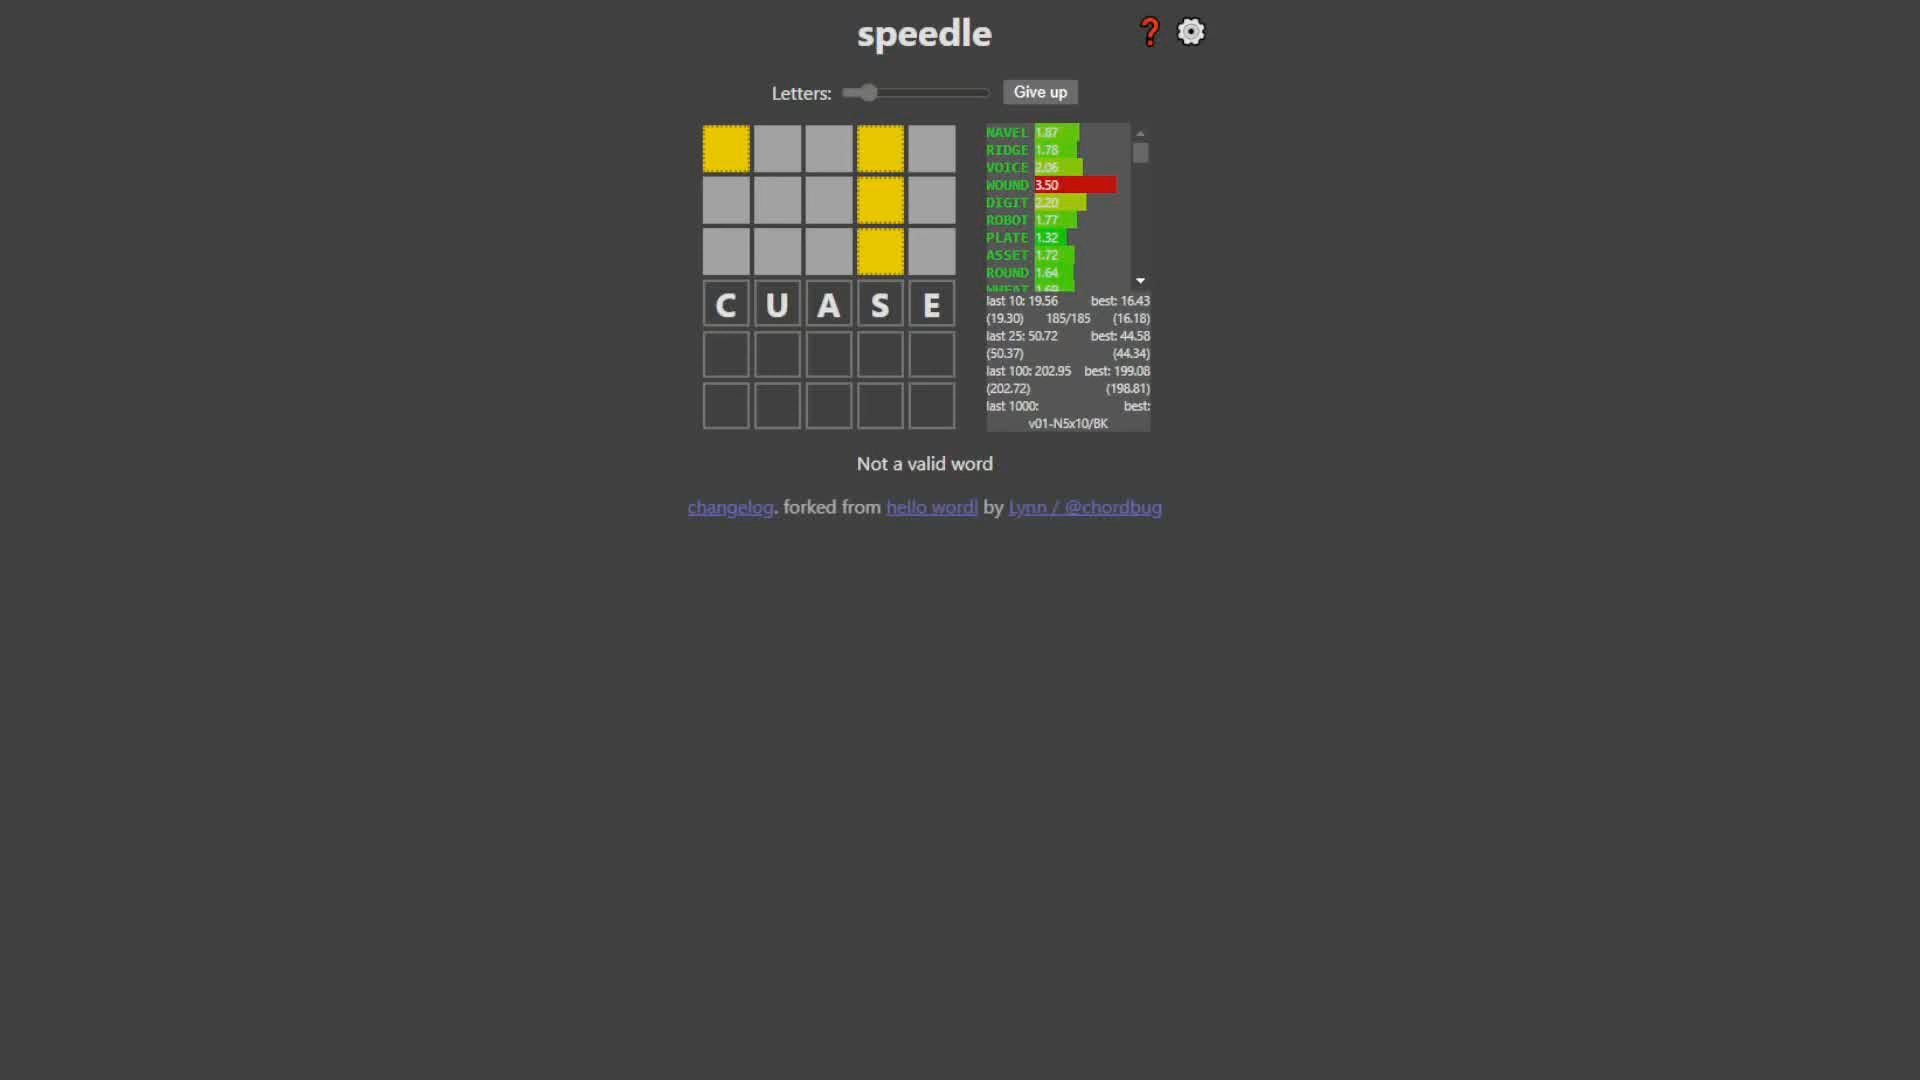 speedle
Letters: Give up
C U A S E
NAVEL 1.87
RIDGE 1.78
VOICE 2.06
WOUND 3.50
DIGIT 2.20
ROBOT 1.77
PLATE 1.32
ASSET 1.72
ROUND 1.64
WHEAT 1.69
last 10: 19.56 best: 16.43
(19.30) 185/185 (16.18)
last 25: 50.72 best: 44.58
(50.37) (44.34)
last 100: 202.95 best: 199.08
(202.72) (198.81)
last 1000: best:
v01-N5x10/BK
Not a valid word
changelog. forked from hello wordl by Lynn / @chordbug